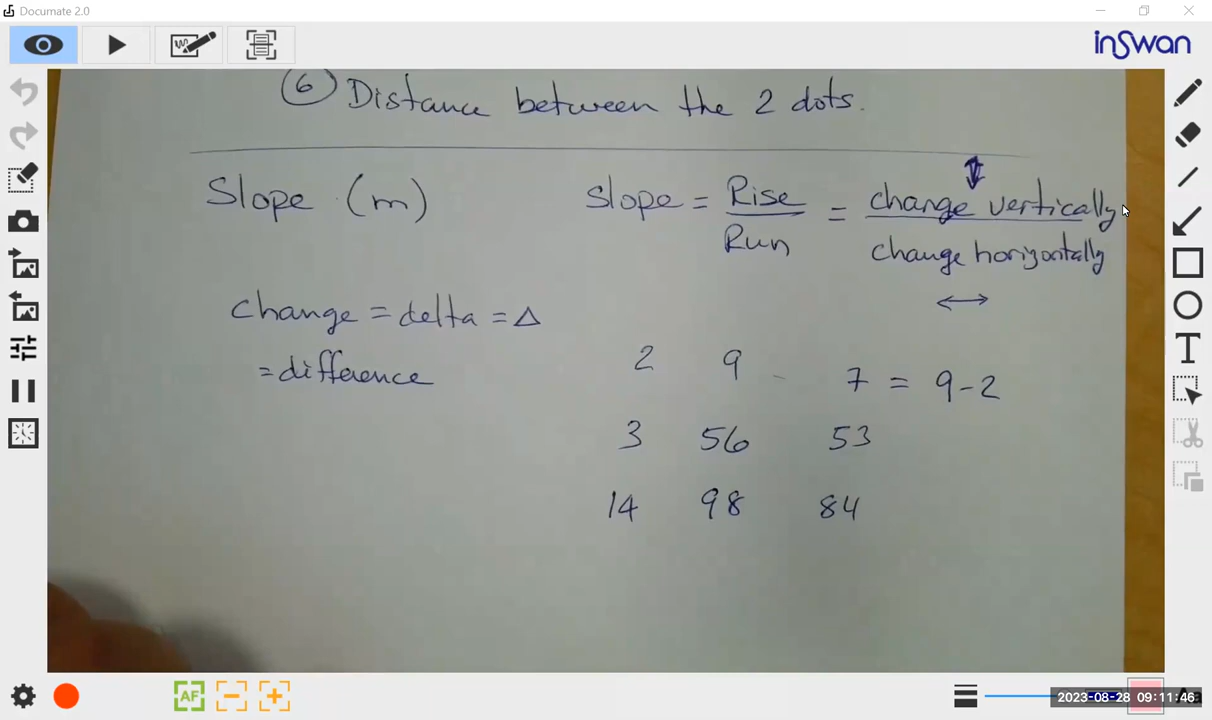 Documate 2.0
inswan
⑥ Distance between the 2 dots.
Slope (m)
slope = Rise / Run = change vertically / change horizontally
↕
↔
change = delta = Δ
= difference
2 9 7 = 9-2
3 56 53
14 98 84
AF
2023-08-28 09:11:46
T